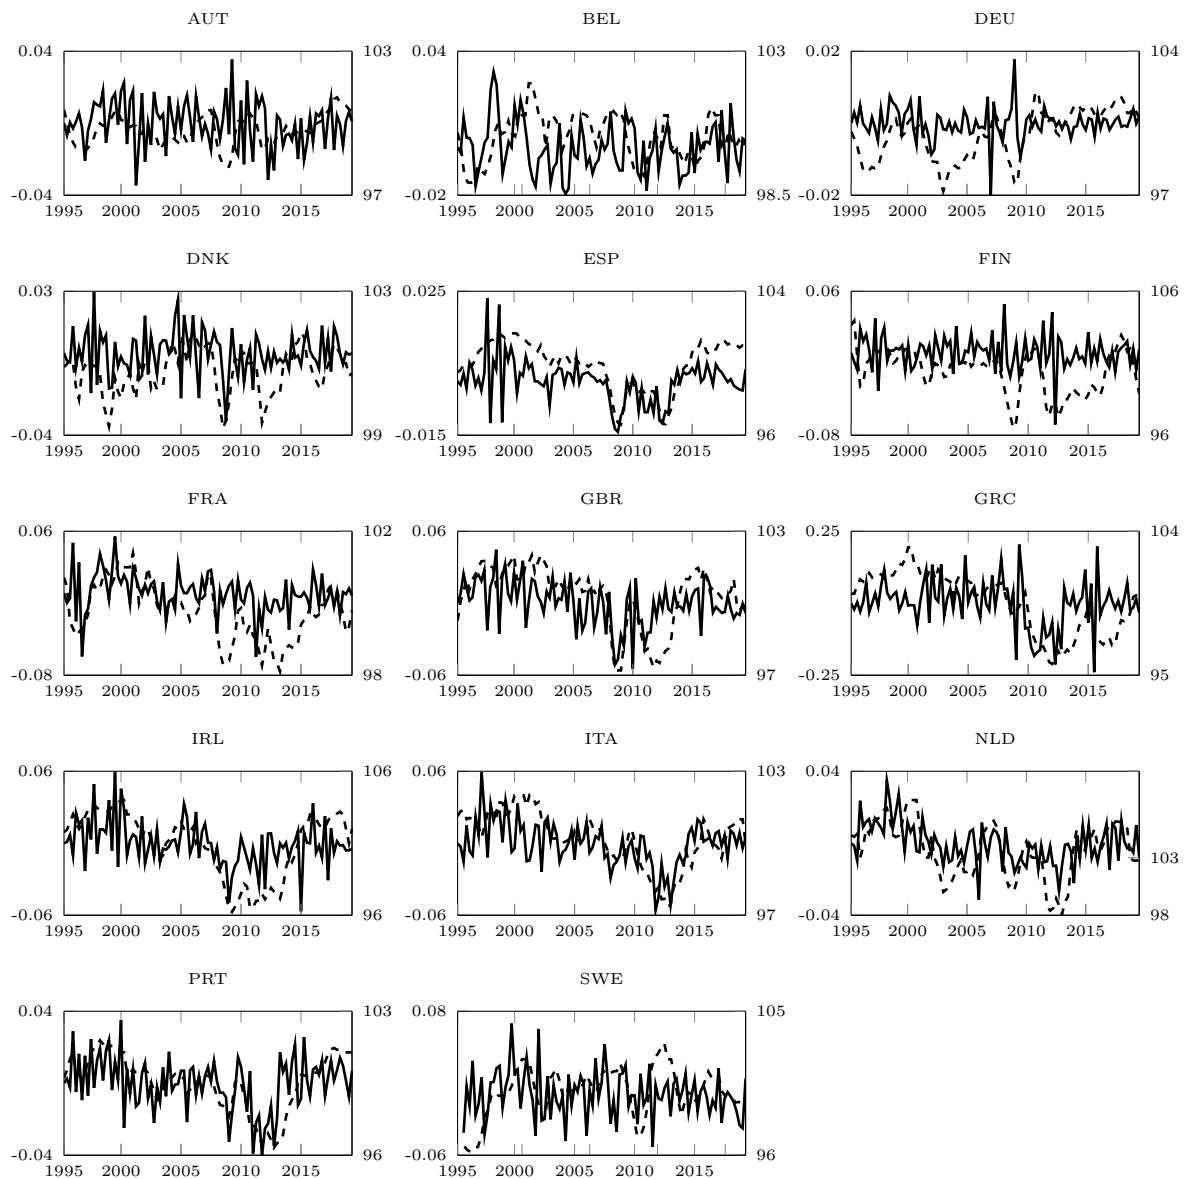 AUT BEL DEU
0.04 103 0.04 103 0.02 104
-0.04 97 -0.02 98.5 -0.02 97
1995 2000 2005 2010 2015 1995 2000 2005 2010 2015 1995 2000 2005 2010 2015
DNK ESP FIN
0.03 103 0.025 104 0.06 106
-0.04 99 -0.015 96 -0.08 96
1995 2000 2005 2010 2015 1995 2000 2005 2010 2015 1995 2000 2005 2010 2015
FRA GBR GRC
0.06 102 0.06 103 0.25 104
-0.08 98 -0.06 97 -0.25 95
1995 2000 2005 2010 2015 1995 2000 2005 2010 2015 1995 2000 2005 2010 2015
IRL ITA NLD
0.06 106 0.06 103 0.04
103
-0.06 96 -0.06 97 -0.04 98
1995 2000 2005 2010 2015 1995 2000 2005 2010 2015 1995 2000 2005 2010 2015
PRT SWE
0.04 103 0.08 105
-0.04 96 -0.06 96
1995 2000 2005 2010 2015 1995 2000 2005 2010 2015